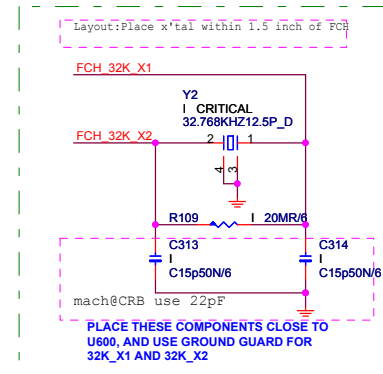 Layout:Place x'tal within 1.5 inch of FCH
FCH_32K_X1
Y2
I CRITICAL
32.768KHZ12.5P_D
FCH_32K_X2
2 1
4 3
R109 I 20MR/6
C313
I
C15p50N/6
C314
I
C15p50N/6
mach@CRB use 22pF
PLACE THESE COMPONENTS CLOSE TO
U600, AND USE GROUND GUARD FOR
32K_X1 AND 32K_X2